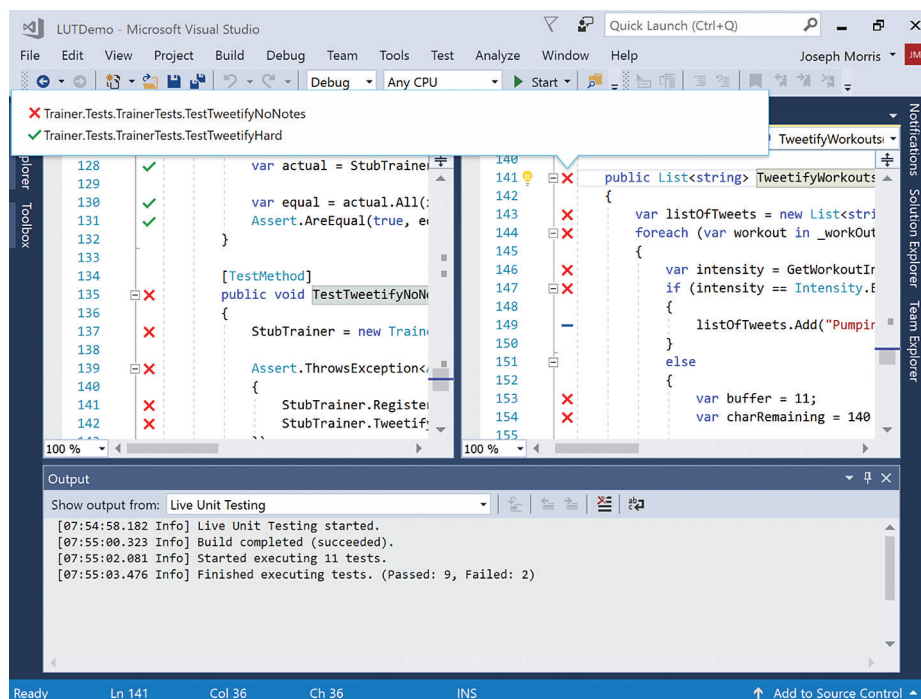 LUTDemo - Microsoft Visual Studio
Quick Launch (Ctrl+Q)
File Edit View Project Build Debug Team Tools Test Analyze Window Help
Joseph Morris
JM
Debug Any CPU Start
Trainer.Tests.TrainerTests.TestTweetifyNoNotes
Trainer.Tests.TrainerTests.TestTweetifyHard
TweetifyWorkouts
Toolbox
Notifications
Solution Explorer
Team Explorer
128 var actual = StubTrainer
129
130 var equal = actual.All(
131 Assert.AreEqual(true, e
132 }
133
134 [TestMethod]
135 public void TestTweetifyNoN
136 {
137 StubTrainer = new Train
138
139 Assert.ThrowsException<
140 {
141 StubTrainer.Register
142 StubTrainer.Tweetify
100 %
140
141 public List<string> TweetifyWorkouts
142 {
143 var listOfTweets = new List<stri
144 foreach (var workout in _workOut
145 {
146 var intensity = GetWorkoutIn
147 if (intensity == Intensity.E
148 {
149 listOfTweets.Add("Pumpin
150 }
151 else
152 {
153 var buffer = 11;
154 var charRemaining = 140
155
100 %
Output
Show output from: Live Unit Testing
[07:54:58.182 Info] Live Unit Testing started.
[07:55:00.323 Info] Build completed (succeeded).
[07:55:02.081 Info] Started executing 11 tests.
[07:55:03.476 Info] Finished executing tests. (Passed: 9, Failed: 2)
Ready Ln 141 Col 36 Ch 36 INS Add to Source Control